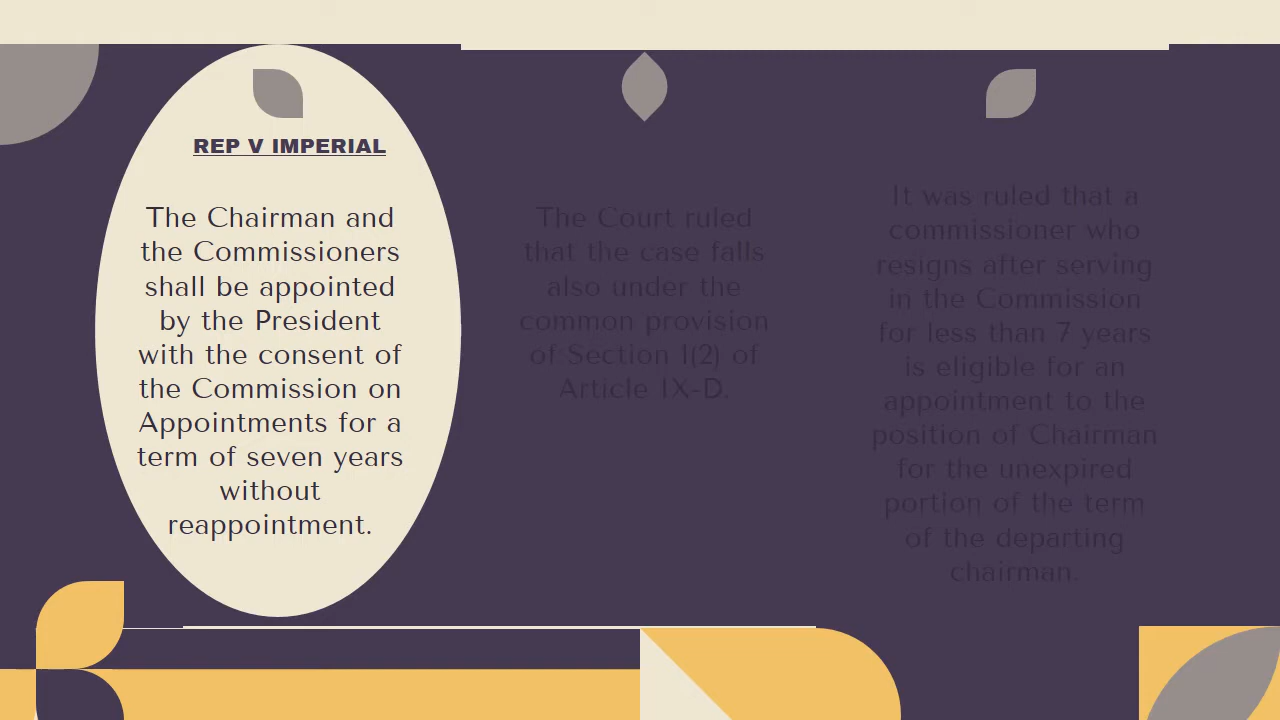 REP V IMPERIAL
The Chairman and
the Commissioners
shall be appointed
by the President
with the consent of
the Commission on
Appointments for a
term of seven years
without
reappointment.
The Court ruled
that the case falls
also under the
common provision
of Section 1(2) of
Article IX-D.
It was ruled that a
commissioner who
resigns after serving
in the Commission
for less than 7 years
is eligible for an
appointment to the
position of Chairman
for the unexpired
portion of the term
of the departing
chairman.